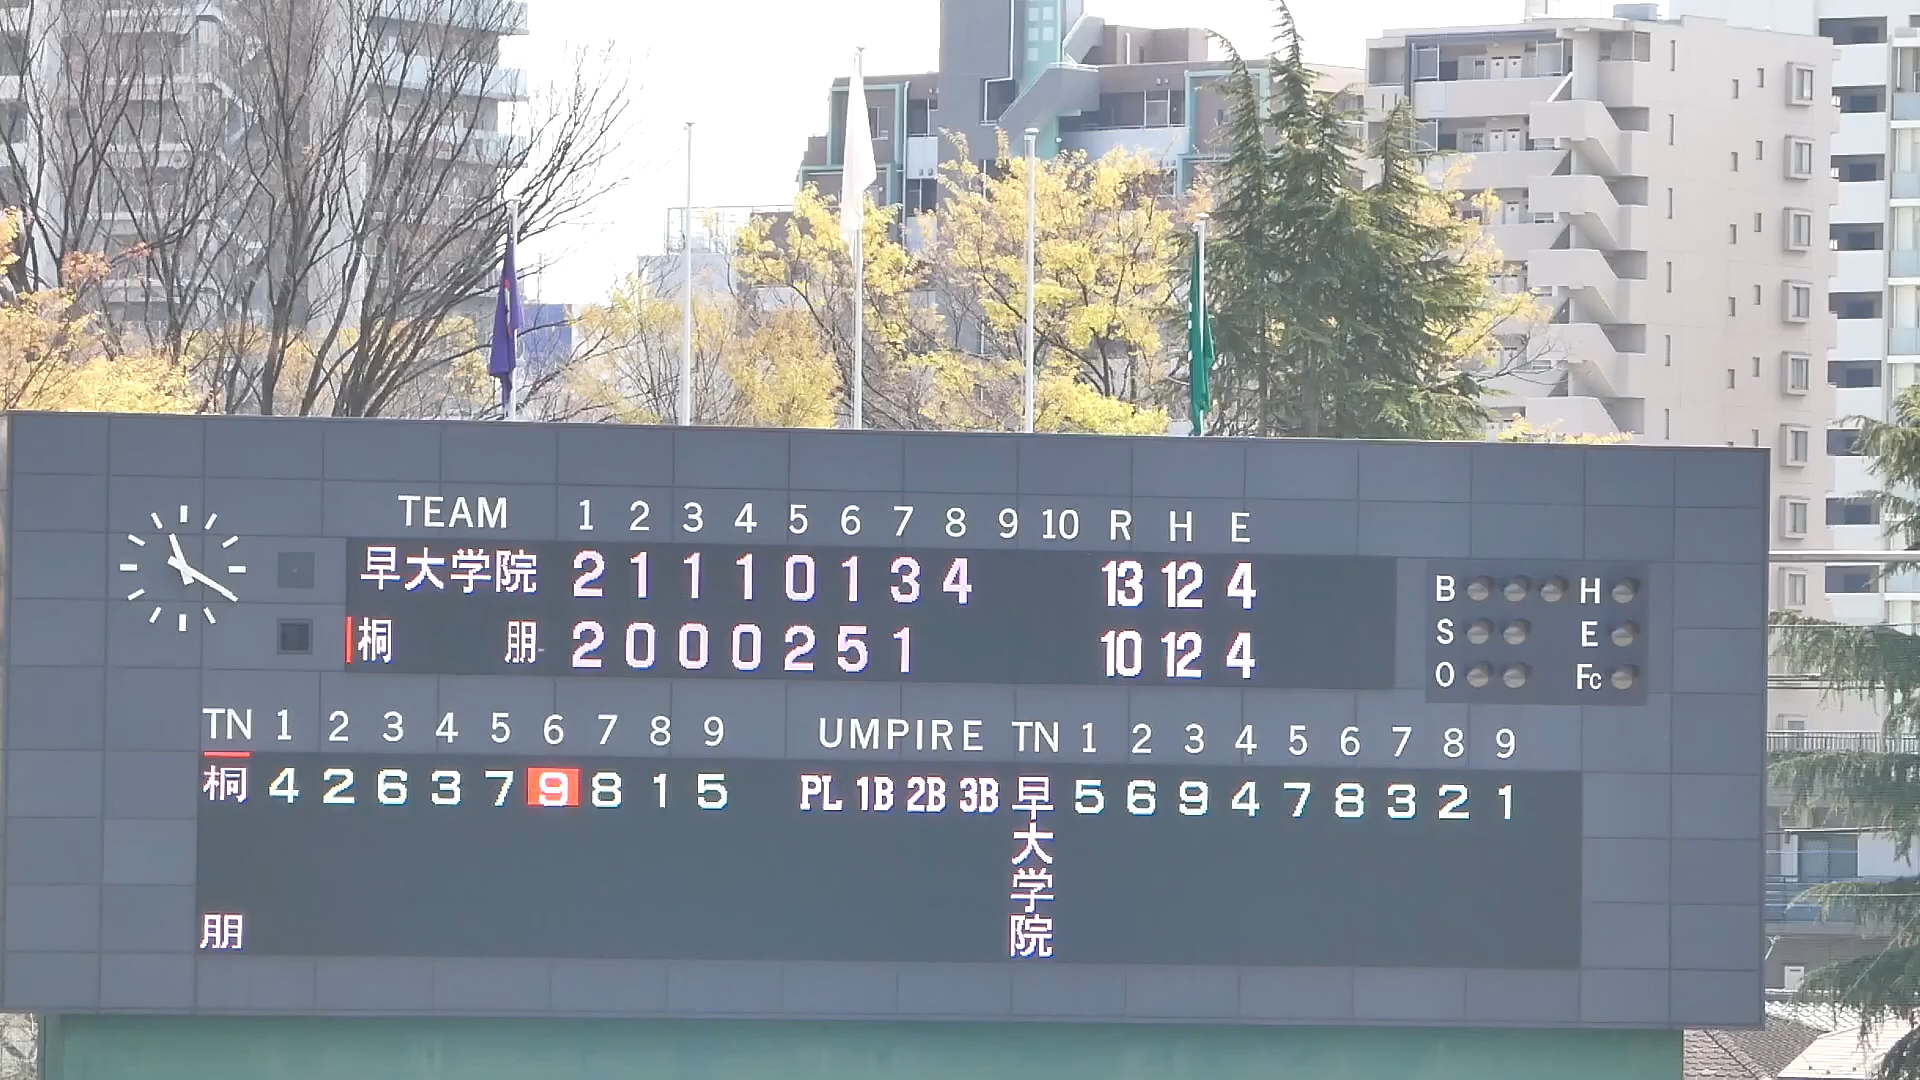 TEAM 1 2 3 4 5 6 7 8 9 10 R H E
早大学院 2 1 1 1 0 1 3 4 13 12 4
桐朋 2 0 0 0 2 5 1 10 12 4
B H
S E
O Fc
TN 1 2 3 4 5 6 7 8 9 UMPIRE TN 1 2 3 4 5 6 7 8 9
桐朋 4 2 6 3 7 9 8 1 5 PL 1B 2B 3B 早大学院 5 6 9 4 7 8 3 2 1